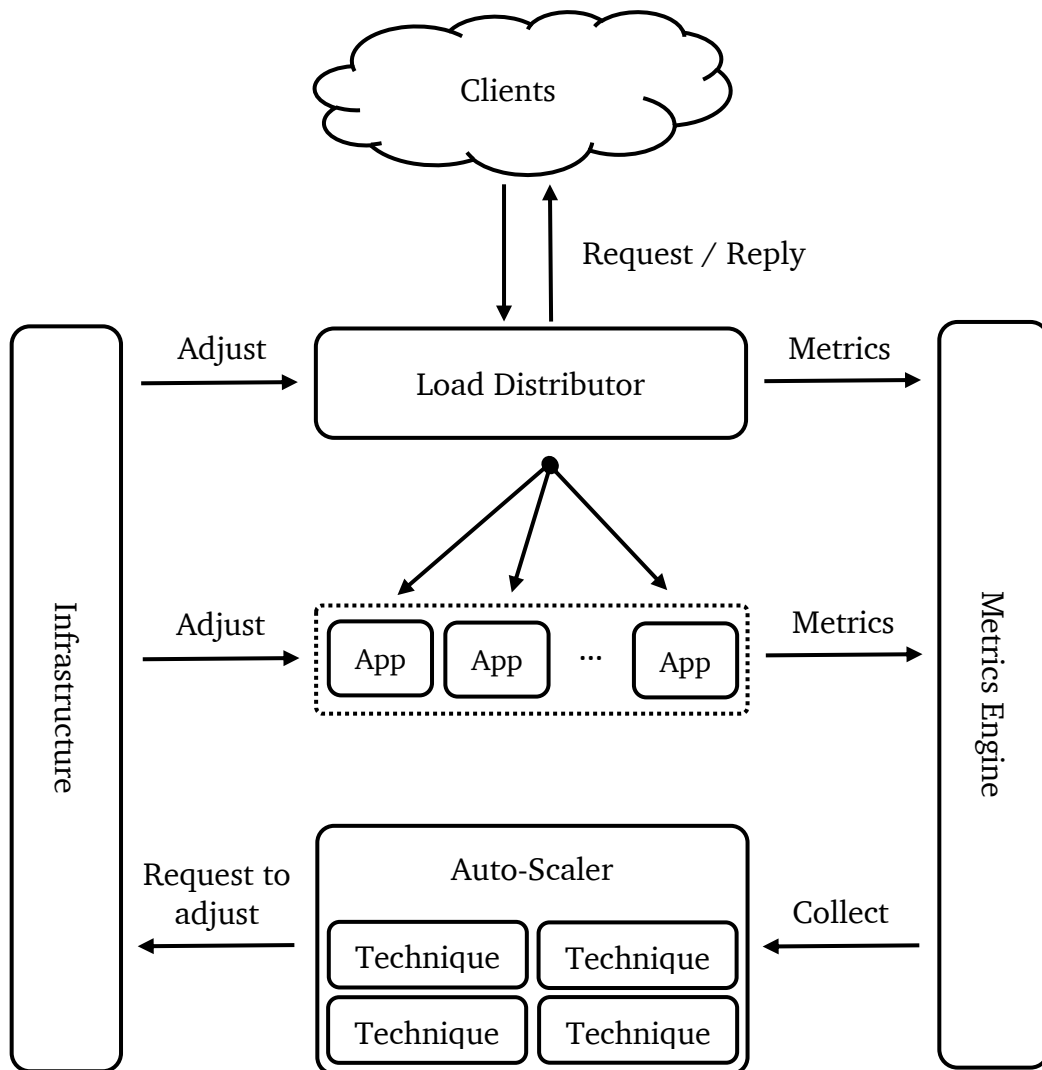 Clients
Request / Reply
Adjust
Load Distributor
Metrics
Infrastructure
Adjust
App
App
...
App
Metrics
Metrics Engine
Request to
adjust
Auto-Scaler
Technique
Technique
Technique
Technique
Collect